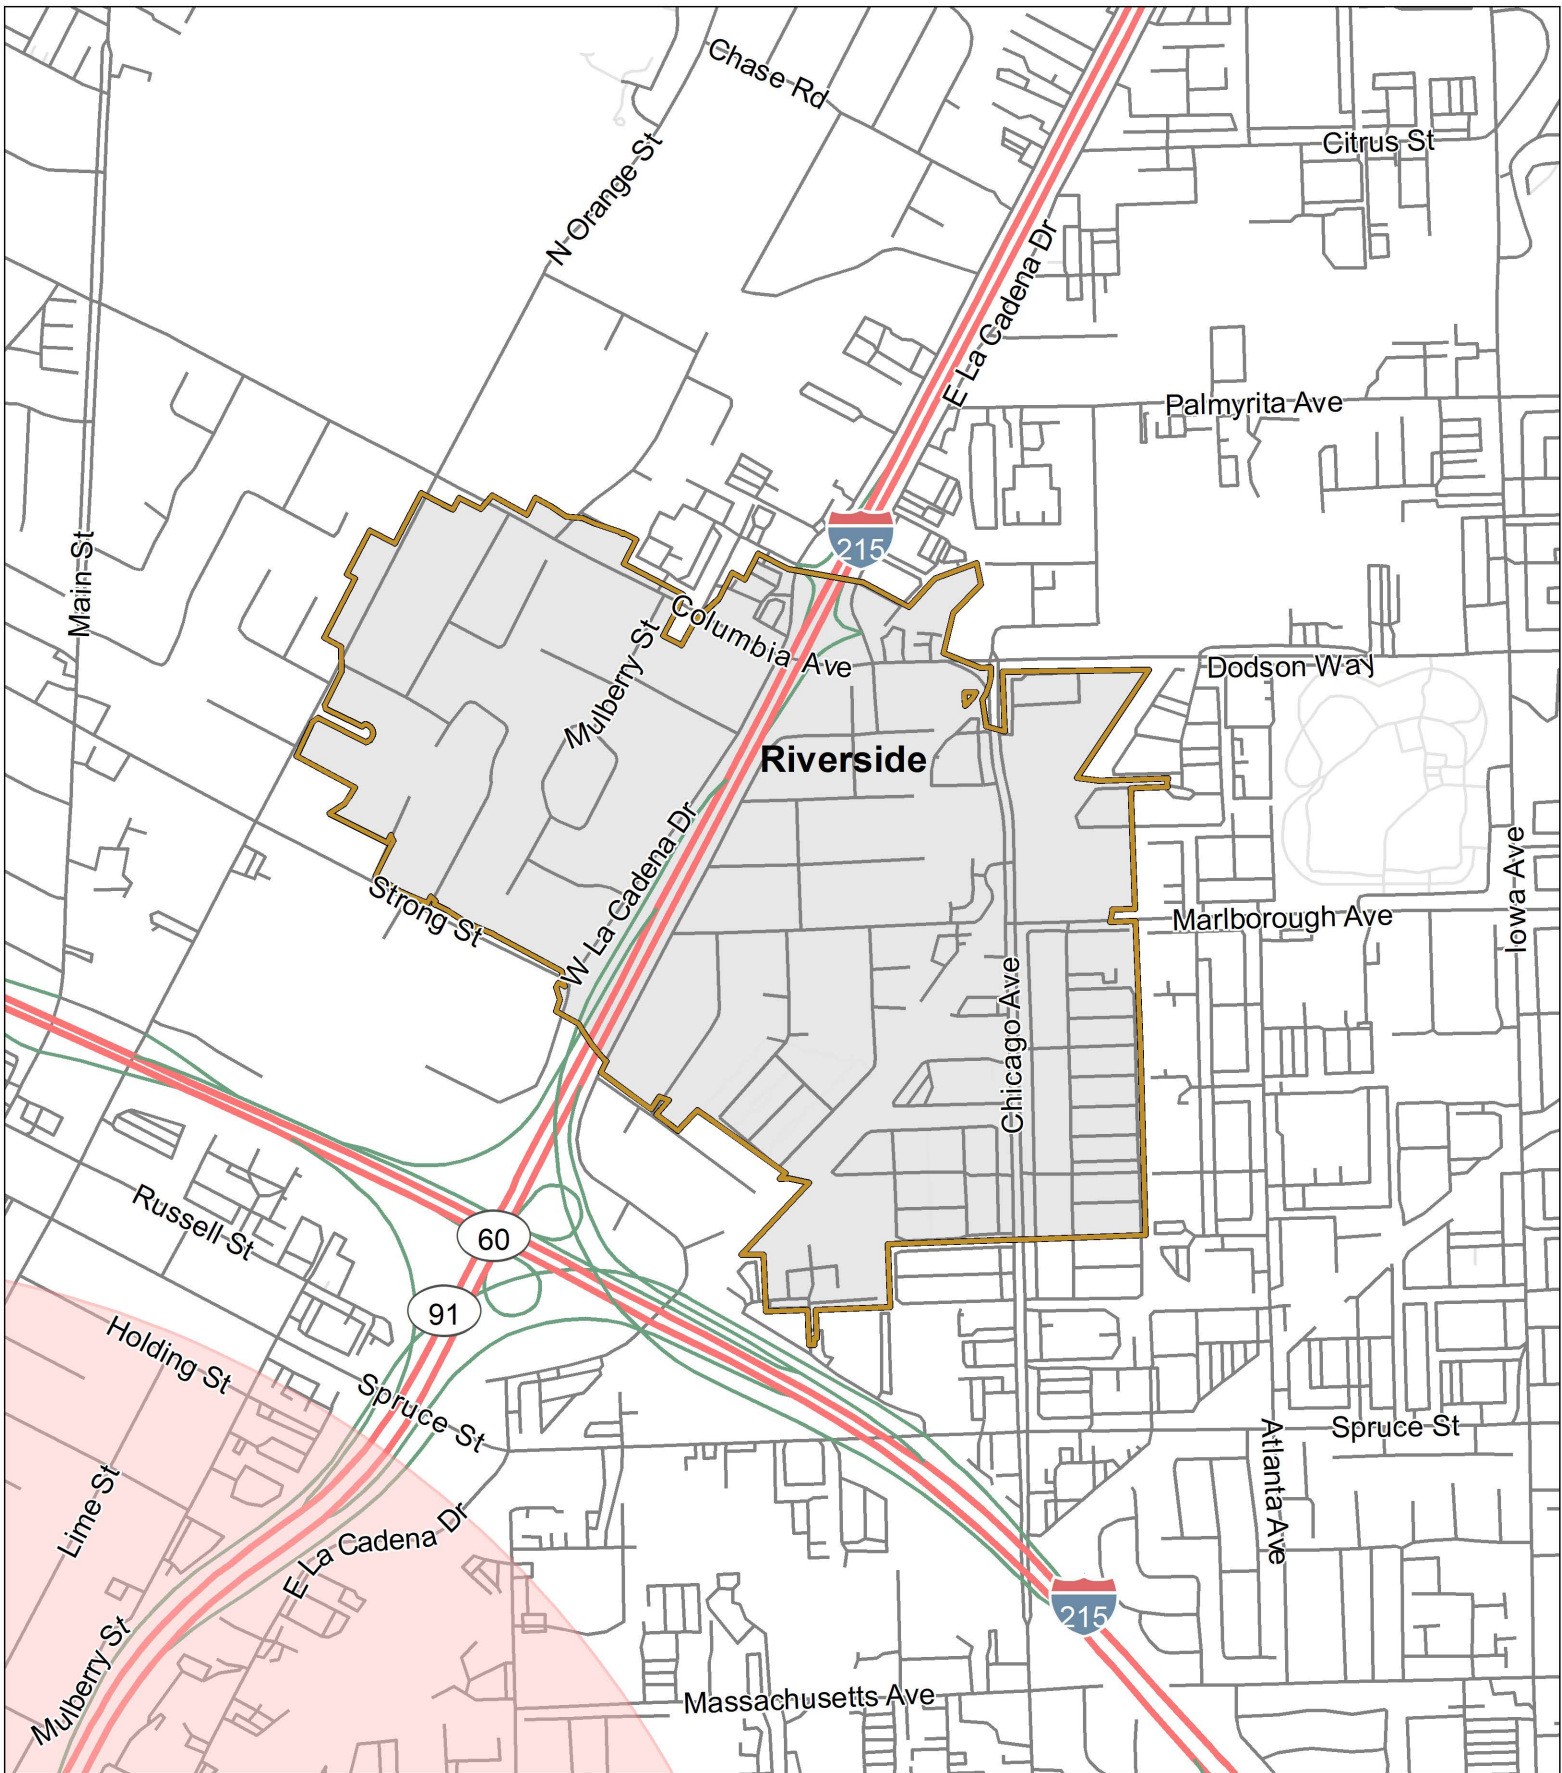 Chase Rd
Citrus St
N Orange St
E La Cadena Dr
Palmyrita Ave
215
Main St
Columbia Ave
Mulberry St
Dodson Way
Riverside
W La Cadena Dr
Iowa Ave
Strong St
Marlborough Ave
Chicago Ave
Russell St
60
91
Holding St
Spruce St
Spruce St
Atlanta Ave
Lime St
E La Cadena Dr
215
Mulberry St
Massachusetts Ave